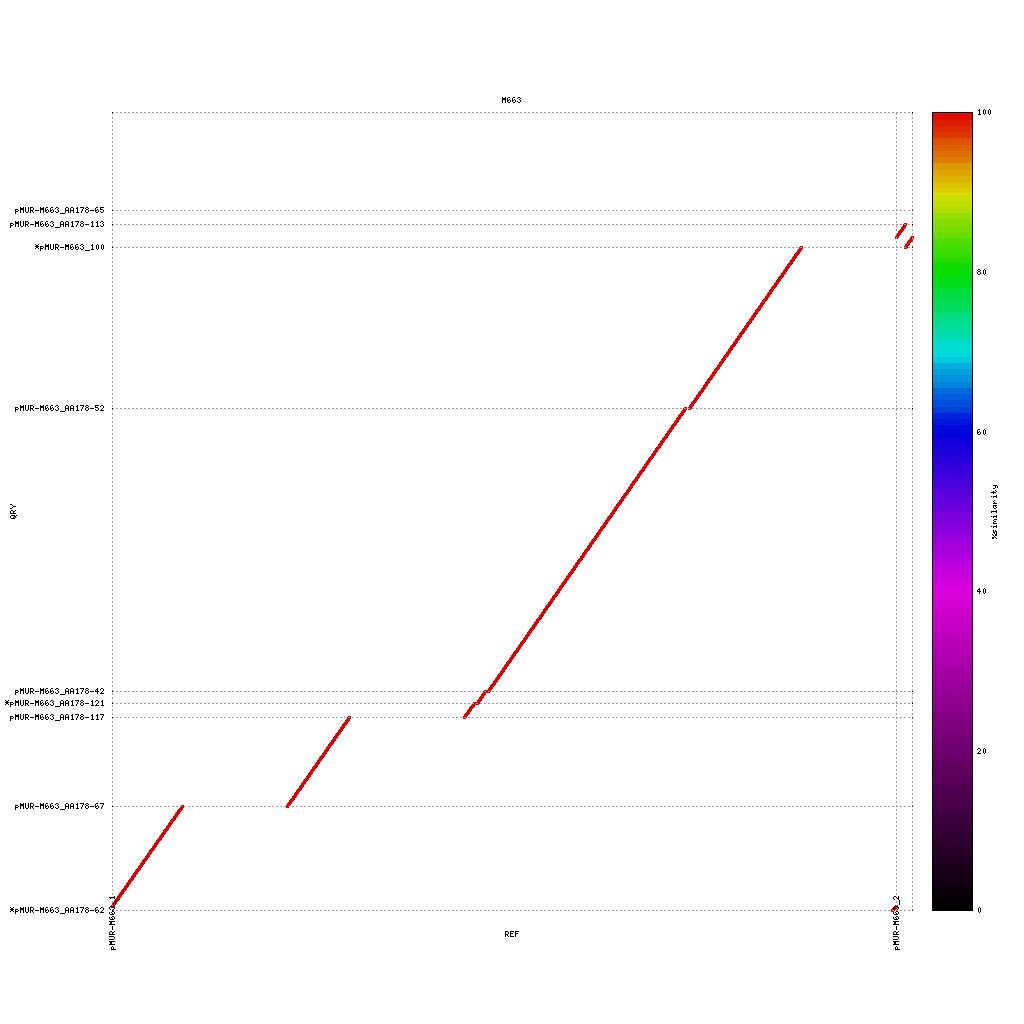 M663
100
pMUR-M663_AA178-65
pMUR-M663_AA178-113
*pMUR-M663_100
80
pMUR-M663_AA178-52
60
QRY
%similarity
40
pMUR-M663_AA178-42
*pMUR-M663_AA178-121
pMUR-M663_AA178-117
20
pMUR-M663_AA178-67
*pMUR-M663_AA178-62
0
pMUR-M663_1
pMUR-M663_2
REF